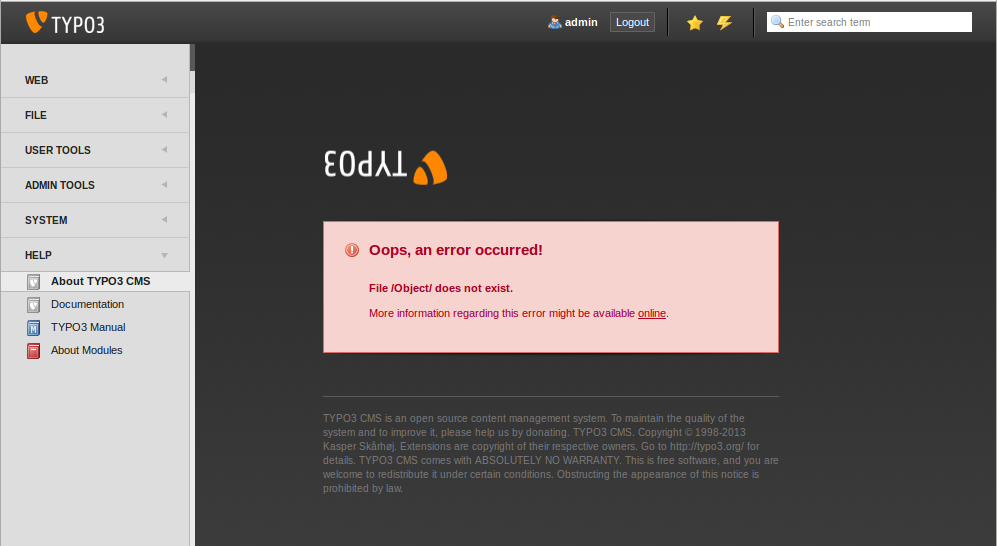 TYPO3
admin
Logout
Enter search term
WEB
FILE
USER TOOLS
ADMIN TOOLS
SYSTEM
HELP
About TYPO3 CMS
Documentation
TYPO3 Manual
About Modules
TYPO3
Oops, an error occurred!
File /Object/ does not exist.
More information regarding this error might be available online.
TYPO3 CMS is an open source content management system. To maintain the quality of the
system and to improve it, please help us by donating. TYPO3 CMS. Copyright © 1998-2013
Kasper Skårhøj. Extensions are copyright of their respective owners. Go to http://typo3.org/ for
details. TYPO3 CMS comes with ABSOLUTELY NO WARRANTY. This is free software, and you are
welcome to redistribute it under certain conditions. Obstructing the appearance of this notice is
prohibited by law.